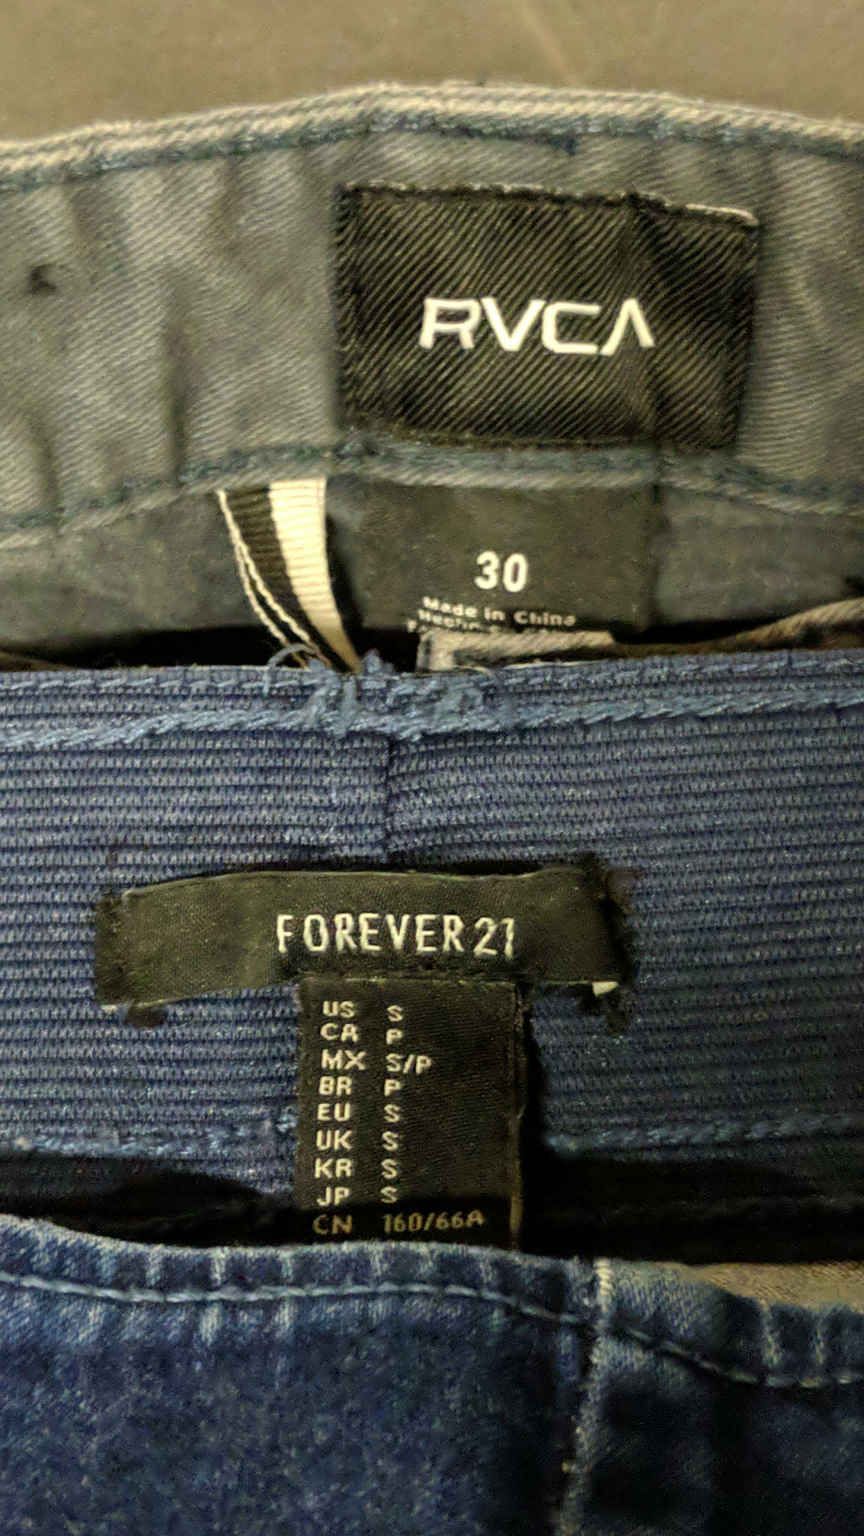 RVCA
30
Made in China
FOREVER 21
US S
CA P
MX S/P
BR P
EU S
UK S
KR S
JP S
CN 160/66A